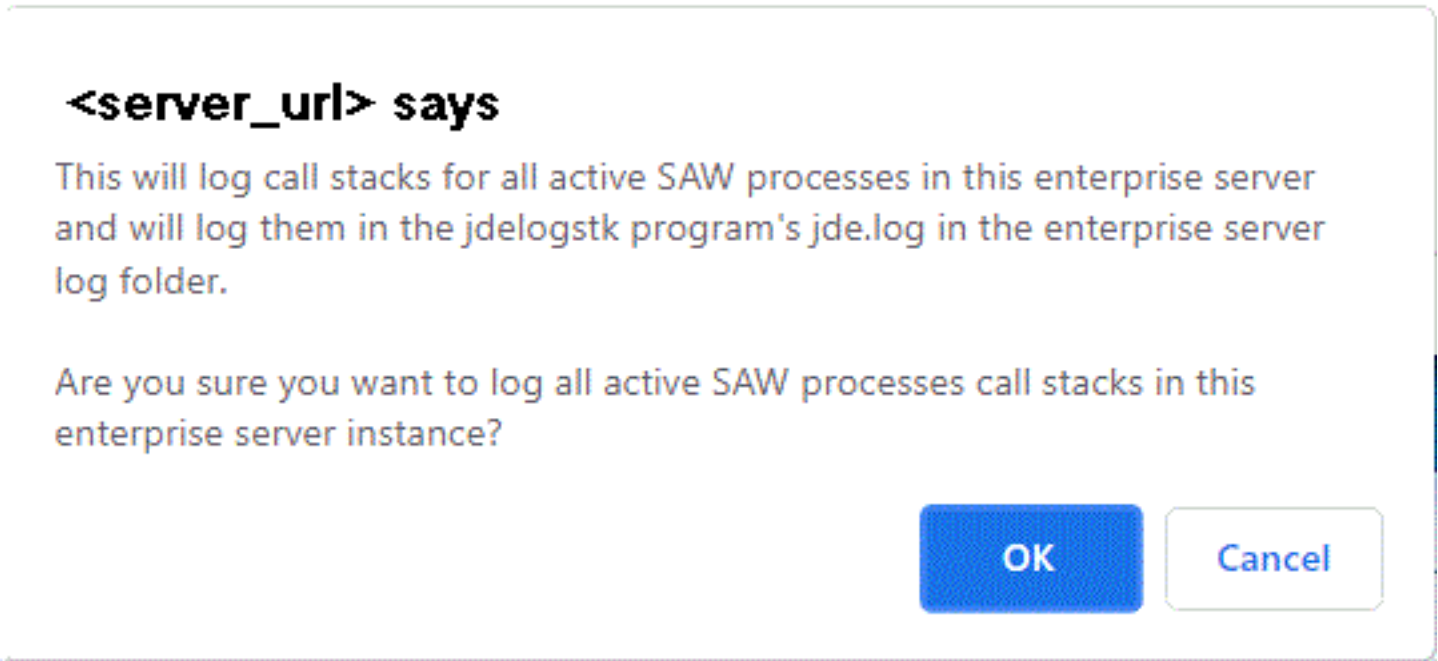 <server_url> says
This will log call stacks for all active SAW processes in this enterprise server
and will log them in the jdelogstk program's jde.log in the enterprise server
log folder.
Are you sure you want to log all active SAW processes call stacks in this
enterprise server instance?
OK Cancel